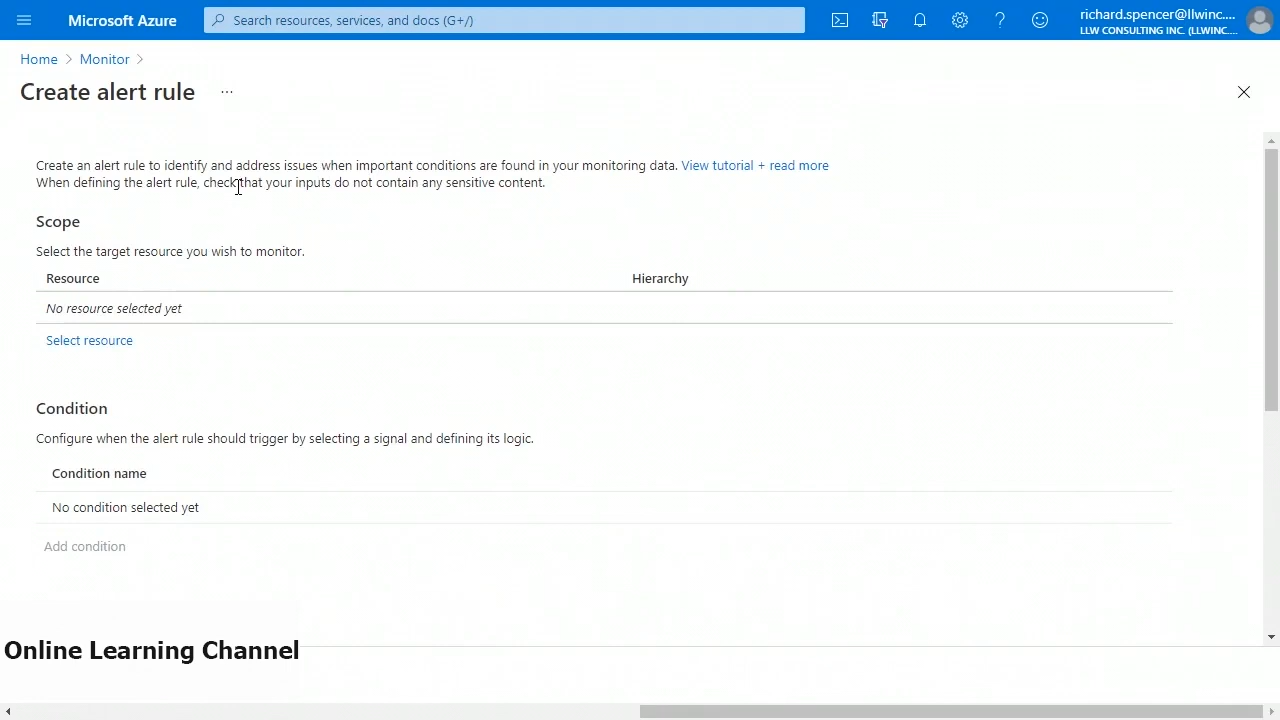 Microsoft Azure
Search resources, services, and docs (G+/)
richard.spencer@llwinc....
LLW CONSULTING INC. (LLWINC....
Home > Monitor >
Create alert rule ...
Create an alert rule to identify and address issues when important conditions are found in your monitoring data. View tutorial + read more
When defining the alert rule, check that your inputs do not contain any sensitive content.
Scope
Select the target resource you wish to monitor.
Resource Hierarchy
No resource selected yet
Select resource
Condition
Configure when the alert rule should trigger by selecting a signal and defining its logic.
Condition name
No condition selected yet
Add condition
Online Learning Channel